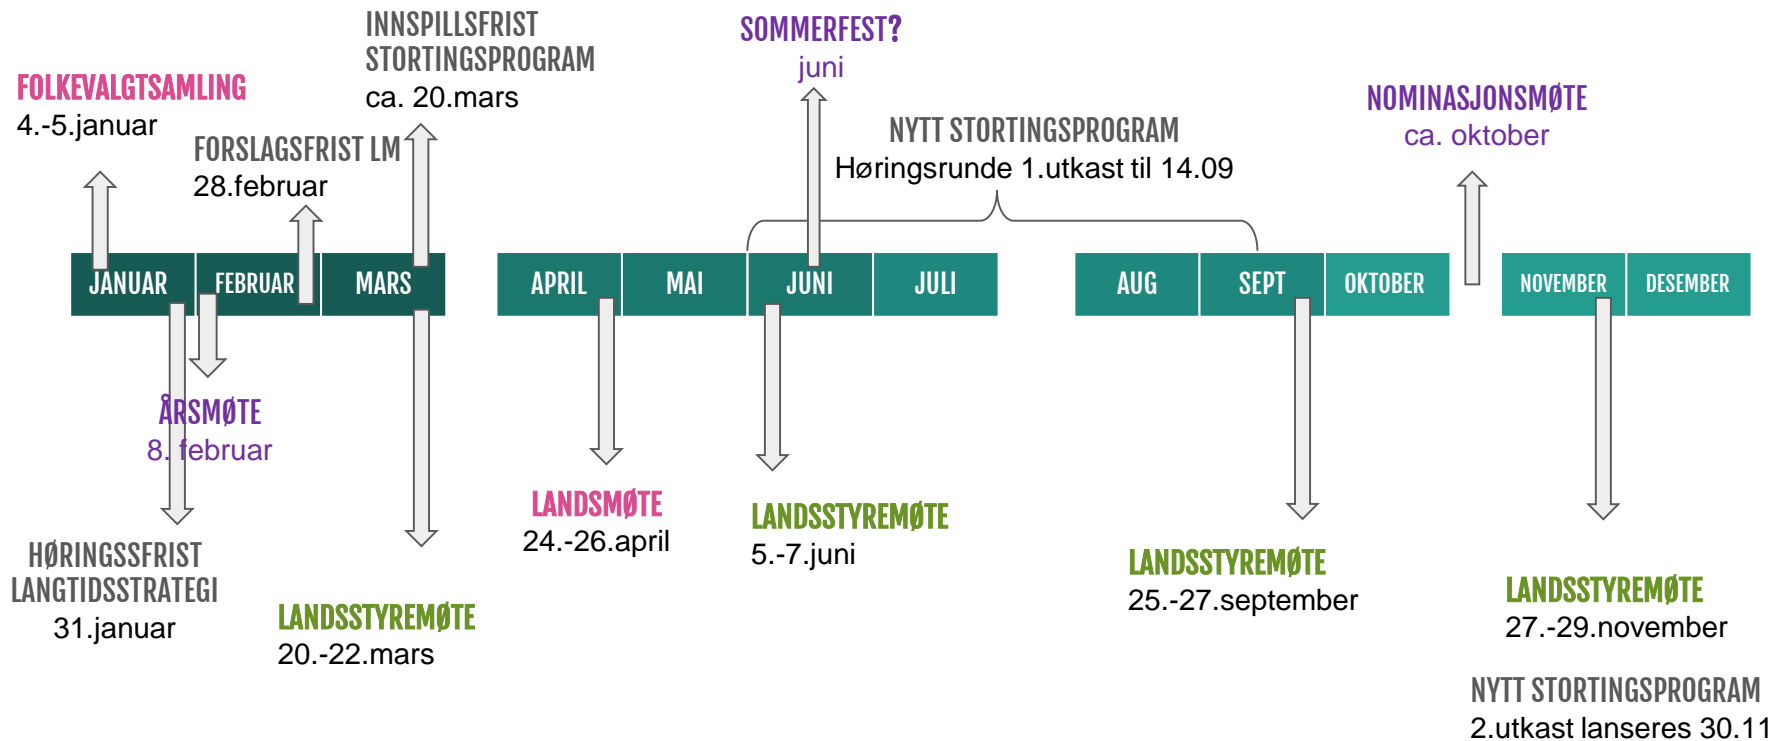 FOLKEVALGTSAMLING
4.-5.januar
FORSLAGSFRIST LM
28.februar
INNSPILLSFRIST
STORTINGSPROGRAM
ca. 20.mars
SOMMERFEST?
juni
NYTT STORTINGSPROGRAM
Høringsrunde 1.utkast til 14.09
NOMINASJONSMØTE
ca. oktober
JANUAR
FEBRUAR
MARS
APRIL
MAI
JUNI
JULI
AUG
SEPT
OKTOBER
NOVEMBER
DESEMBER
ÅRSMØTE
8. februar
HØRINGSSFRIST
LANGTIDSSTRATEGI
31.januar
LANDSSTYREMØTE
20.-22.mars
LANDSMØTE
24.-26.april
LANDSSTYREMØTE
5.-7.juni
LANDSSTYREMØTE
25.-27.september
LANDSSTYREMØTE
27.-29.november
NYTT STORTINGSPROGRAM
2.utkast lanseres 30.11